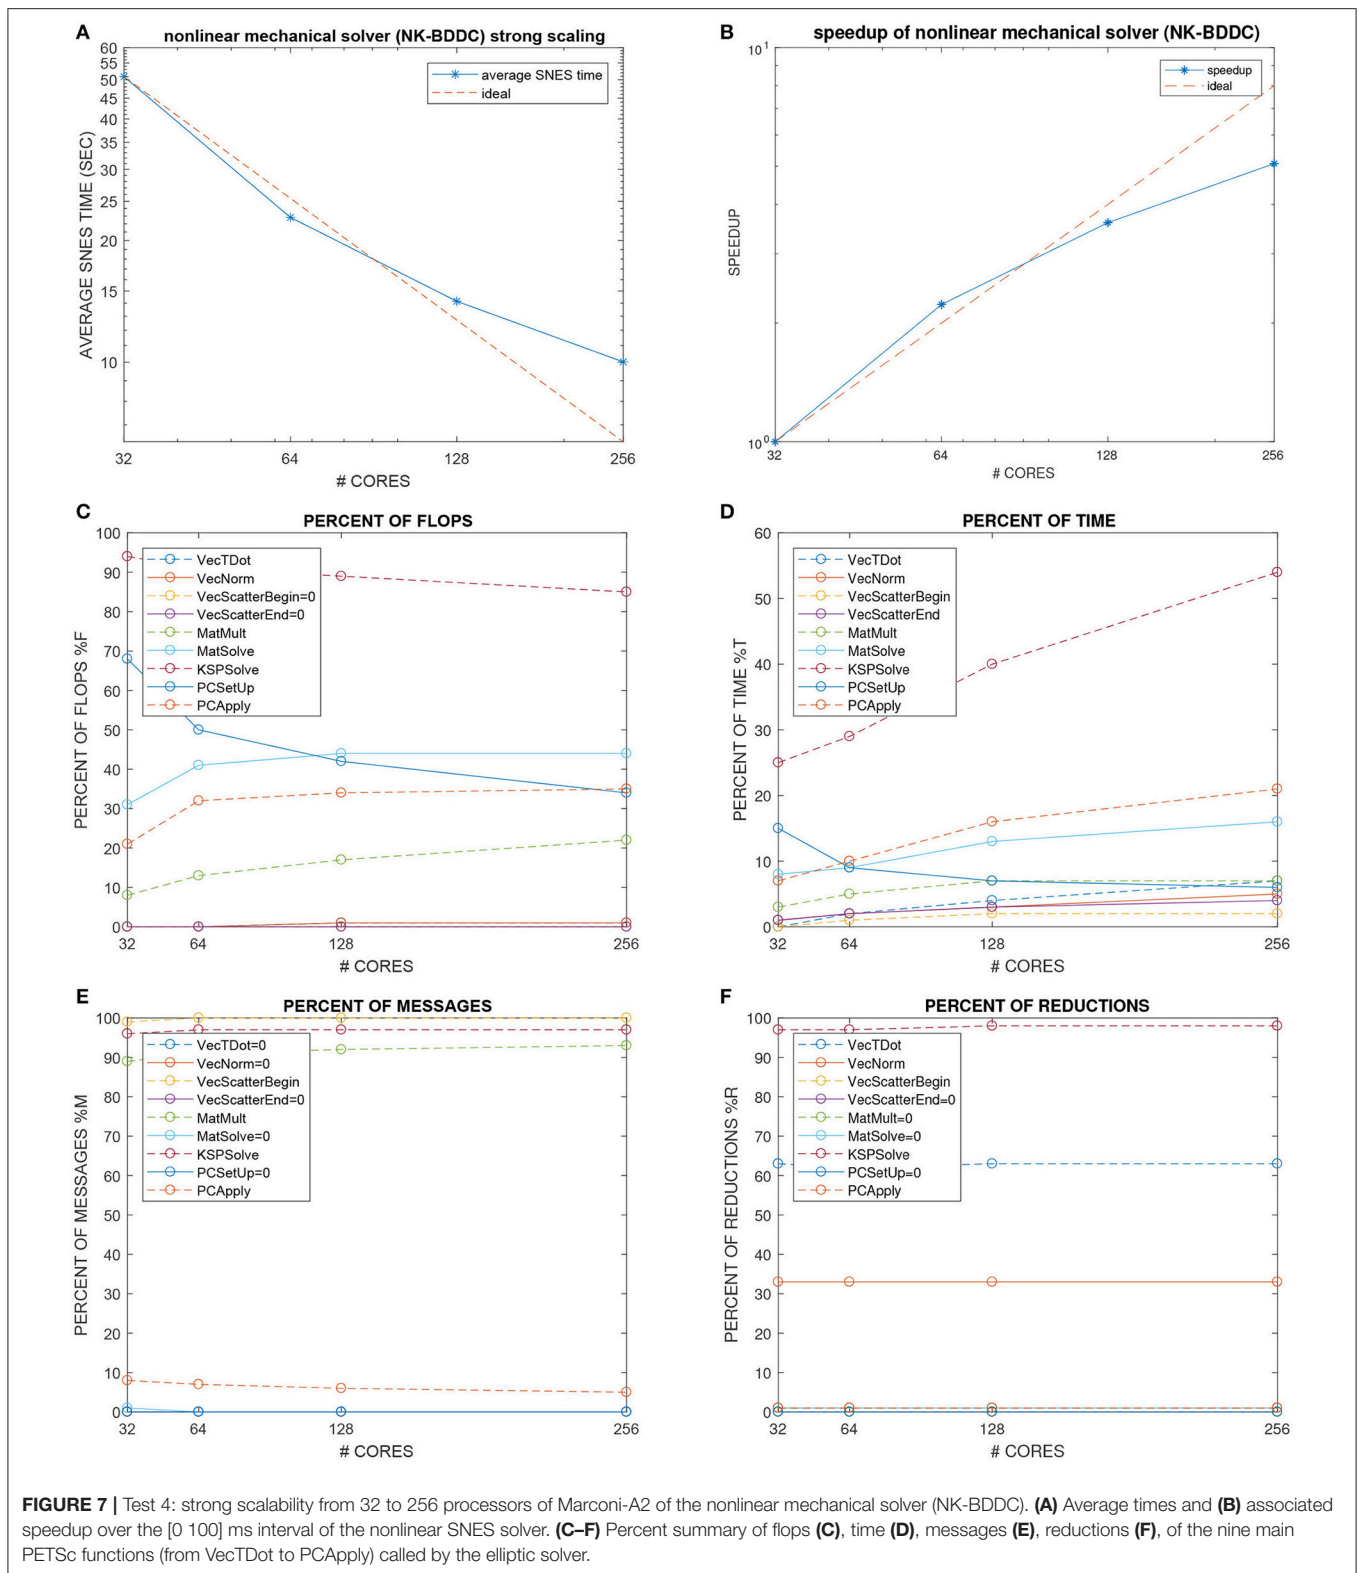 A
nonlinear mechanical solver (NK-BDDC) strong scaling
60
55
50
45
40
35
30
25
20
15
10
AVERAGE SNES TIME (SEC)
average SNES time
ideal
32
64
128
256
# CORES
B
speedup of nonlinear mechanical solver (NK-BDDC)
10^1
10^0
SPEEDUP
speedup
ideal
32
64
128
256
# CORES
C
PERCENT OF FLOPS
100
90
80
70
60
50
40
30
20
10
0
PERCENT OF FLOPS %F
VecTDot
VecNorm
VecScatterBegin=0
VecScatterEnd=0
MatMult
MatSolve
KSPSolve
PCSetUp
PCApply
32
64
128
256
# CORES
D
PERCENT OF TIME
60
50
40
30
20
10
0
PERCENT OF TIME %T
VecTDot
VecNorm
VecScatterBegin
VecScatterEnd
MatMult
MatSolve
KSPSolve
PCSetUp
PCApply
32
64
128
256
# CORES
E
PERCENT OF MESSAGES
100
90
80
70
60
50
40
30
20
10
0
PERCENT OF MESSAGES %M
VecTDot=0
VecNorm=0
VecScatterBegin
VecScatterEnd=0
MatMult
MatSolve=0
KSPSolve
PCSetUp=0
PCApply
32
64
128
256
# CORES
F
PERCENT OF REDUCTIONS
100
90
80
70
60
50
40
30
20
10
0
PERCENT OF REDUCTIONS %R
VecTDot
VecNorm
VecScatterBegin
VecScatterEnd=0
MatMult=0
MatSolve=0
KSPSolve
PCSetUp=0
PCApply
32
64
128
256
# CORES
FIGURE 7 | Test 4: strong scalability from 32 to 256 processors of Marconi-A2 of the nonlinear mechanical solver (NK-BDDC). (A) Average times and (B) associated
speedup over the [0 100] ms interval of the nonlinear SNES solver. (C–F) Percent summary of flops (C), time (D), messages (E), reductions (F), of the nine main
PETSc functions (from VecTDot to PCApply) called by the elliptic solver.